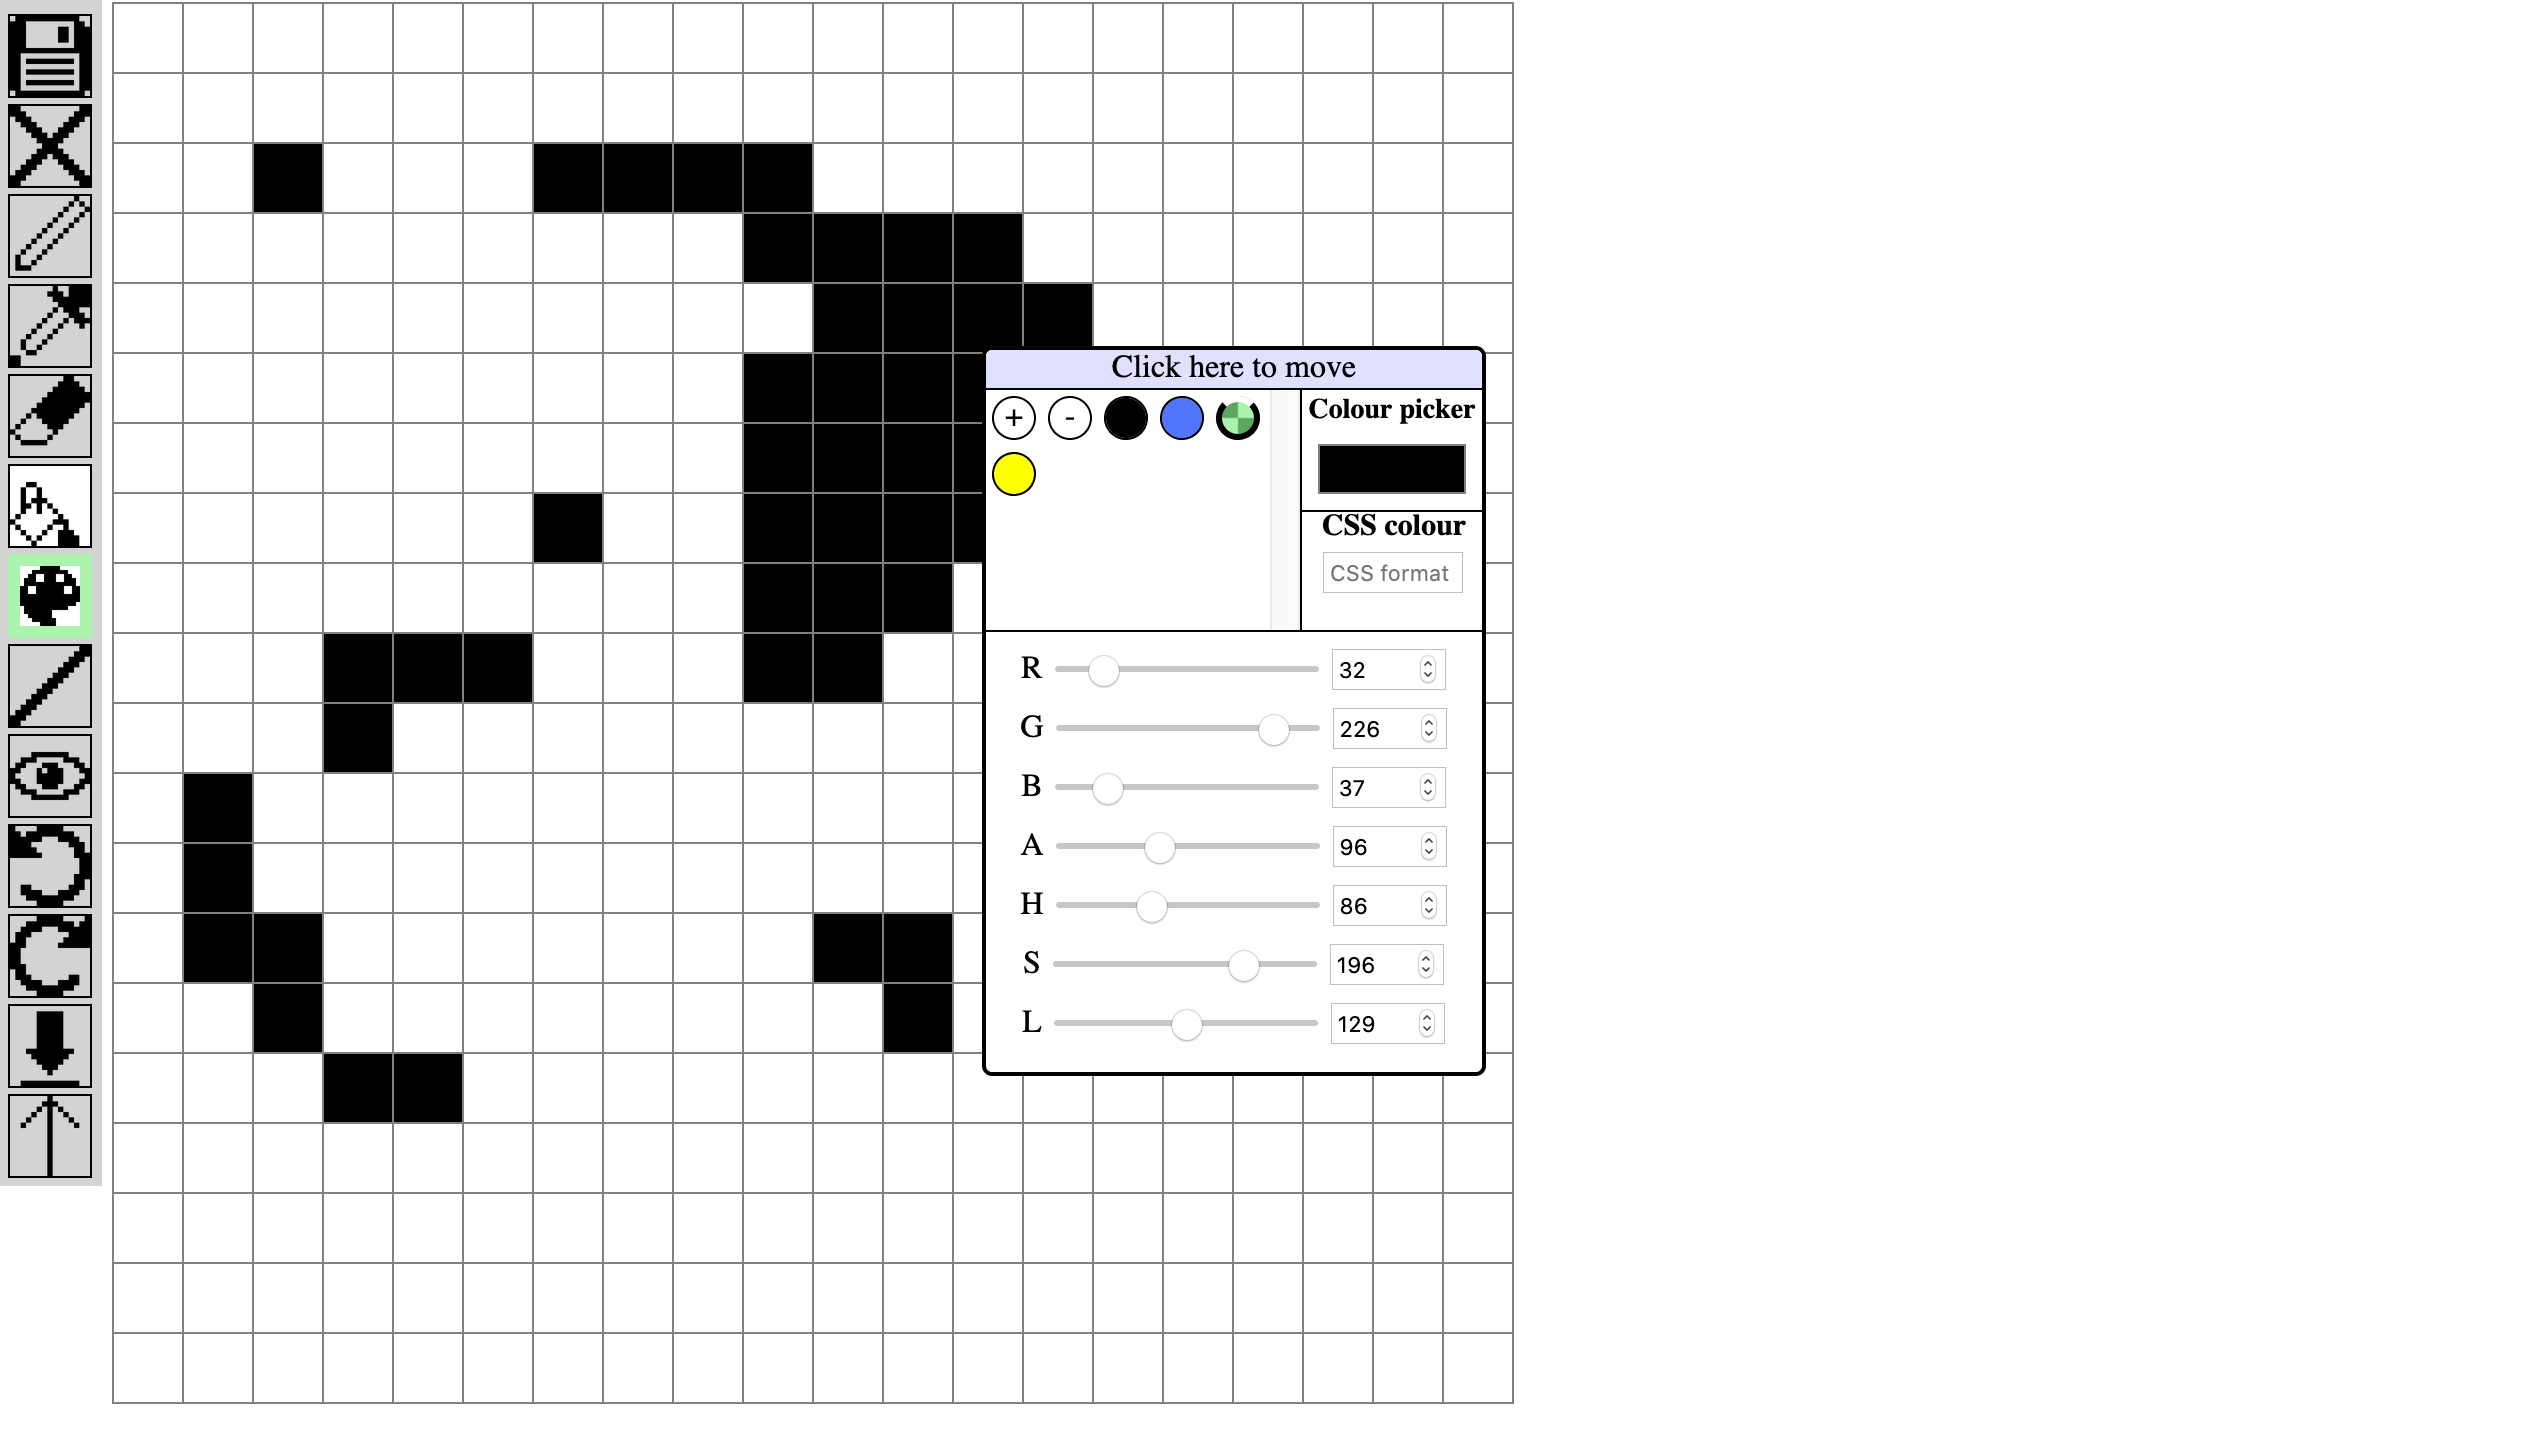 Click here to move
+ -
Colour picker
CSS colour
CSS format
R 32
G 226
B 37
A 96
H 86
S 196
L 129